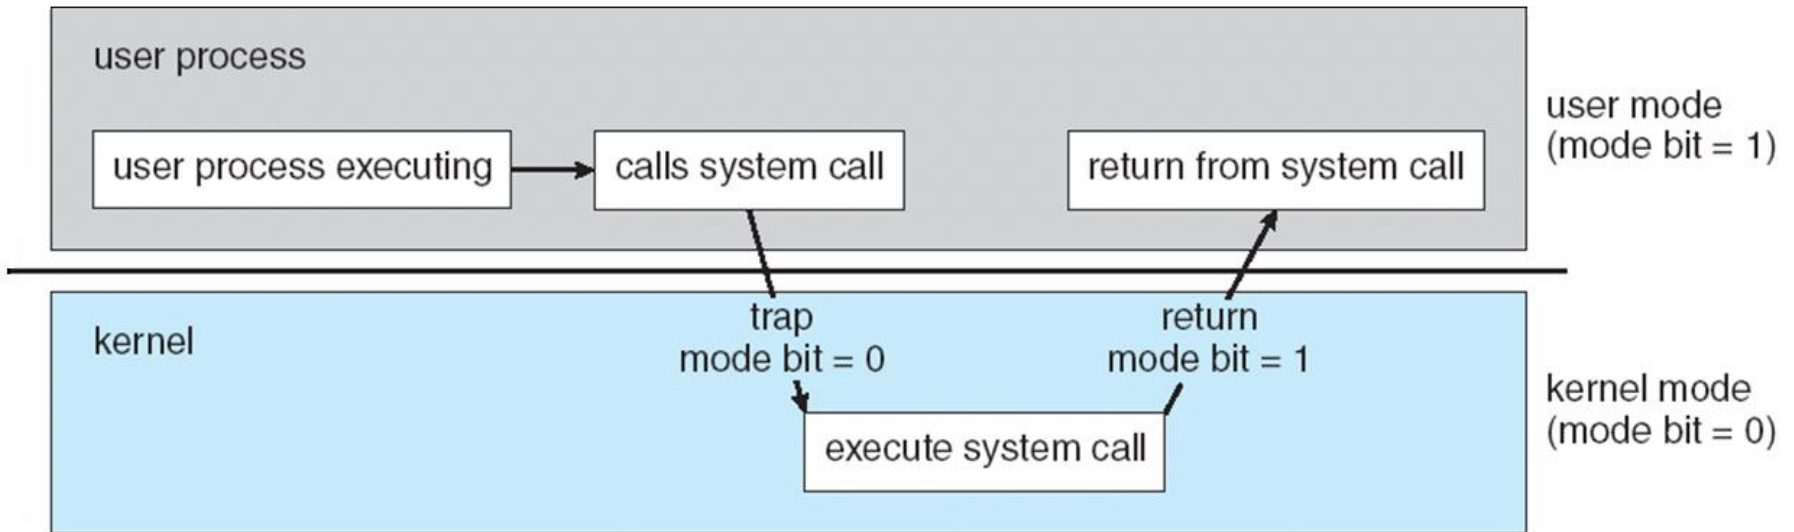 user process
user process executing
calls system call
return from system call
user mode
(mode bit = 1)
kernel
trap
mode bit = 0
return
mode bit = 1
execute system call
kernel mode
(mode bit = 0)